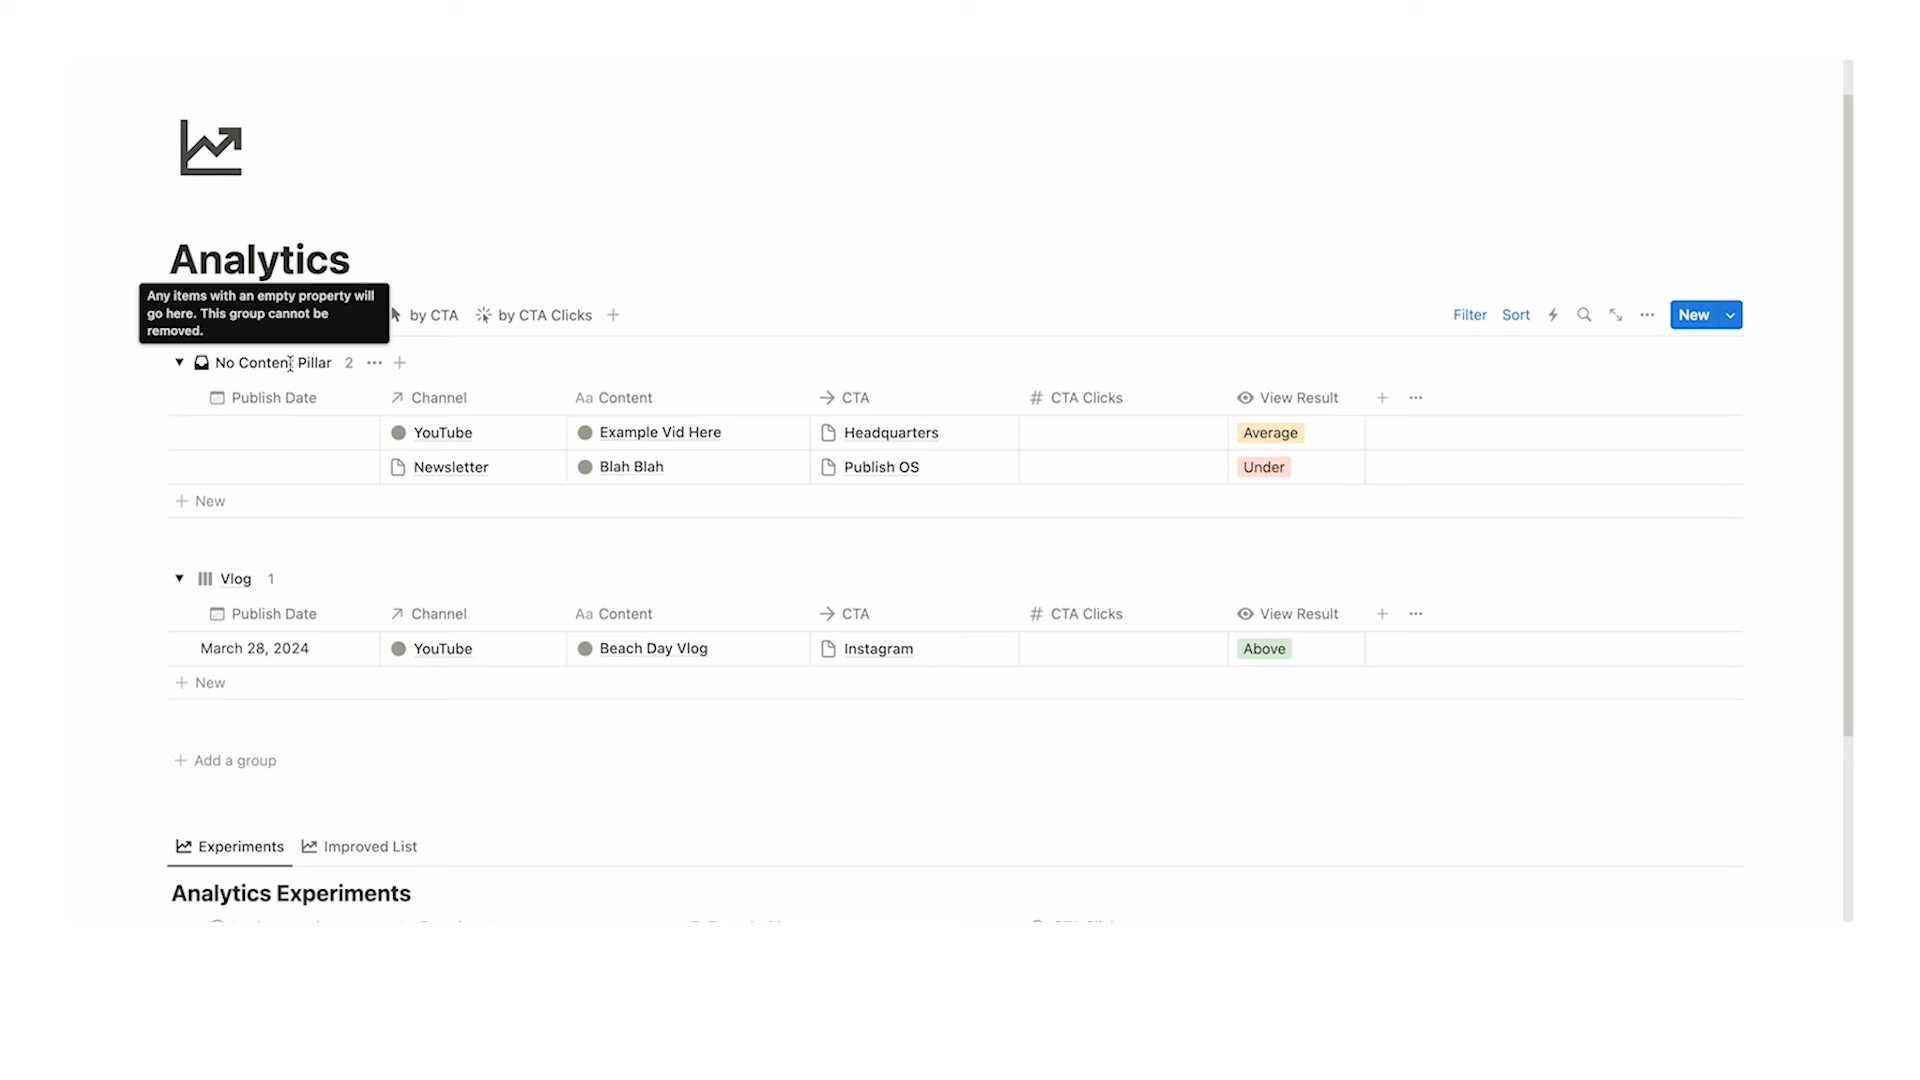 Analytics
Any items with an empty property will
go here. This group cannot be
removed.
by CTA by CTA Clicks
Filter Sort New
No Content Pillar 2
Publish Date Channel Aa Content CTA # CTA Clicks View Result
YouTube Example Vid Here Headquarters Average
Newsletter Blah Blah Publish OS Under
+ New
Vlog 1
Publish Date Channel Aa Content CTA # CTA Clicks View Result
March 28, 2024 YouTube Beach Day Vlog Instagram Above
+ New
+ Add a group
Experiments Improved List
Analytics Experiments